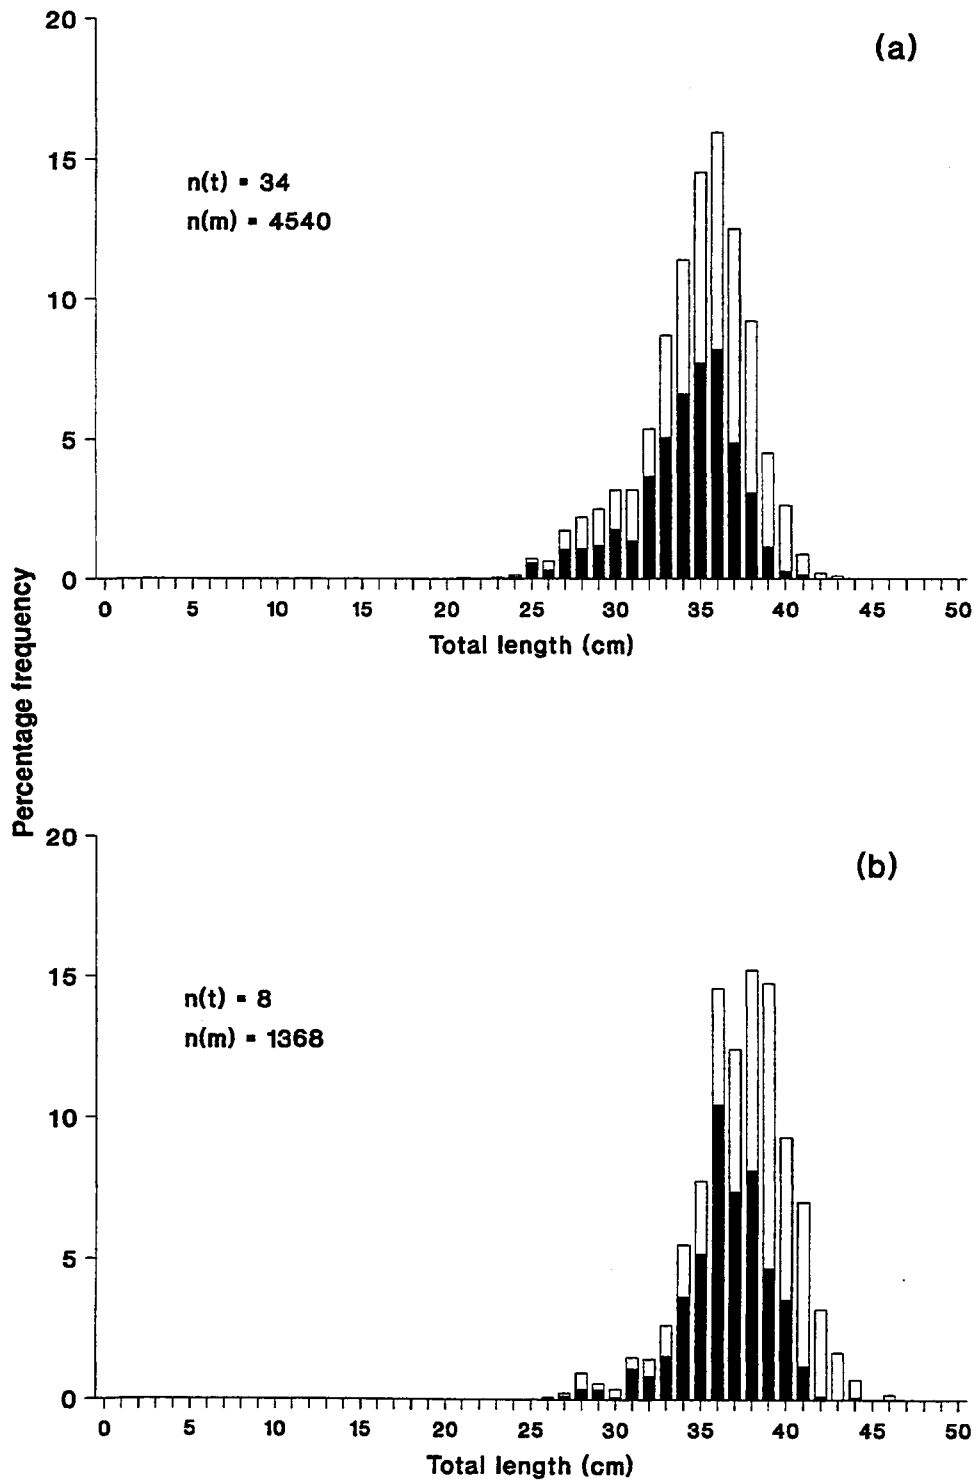 20
(a)
15
n(t) = 34
n(m) = 4540
10
5
0
0 5 10 15 20 25 30 35 40 45 50
Total length (cm)
Percentage frequency
20
(b)
15
n(t) = 8
n(m) = 1368
10
5
0
0 5 10 15 20 25 30 35 40 45 50
Total length (cm)